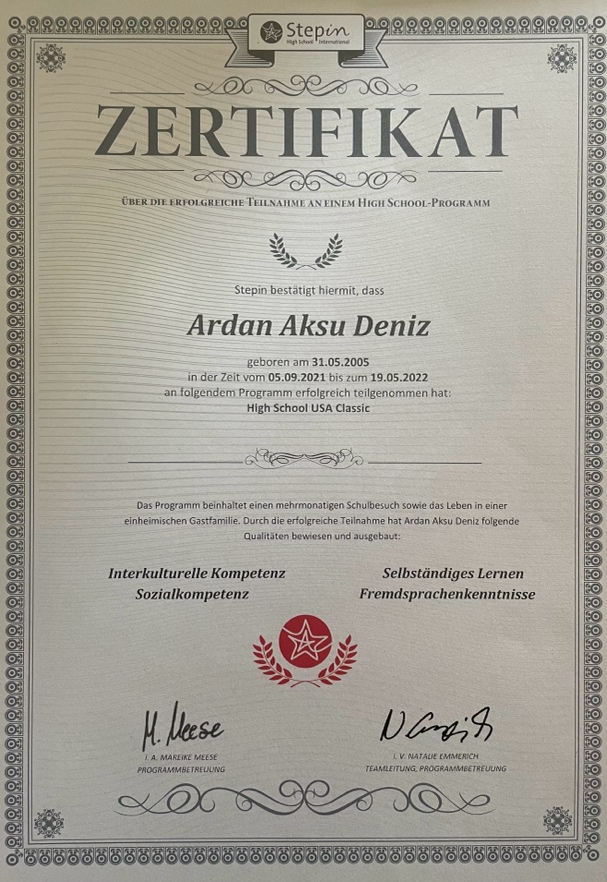 Stepin
High School International
ZERTIFIKAT
ÜBER DIE ERFOLGREICHE TEILNAHME AN EINEM HIGH SCHOOL-PROGRAMM
Stepin bestätigt hiermit, dass
Ardan Aksu Deniz
geboren am 31.05.2005
in der Zeit vom 05.09.2021 bis zum 19.05.2022
an folgendem Programm erfolgreich teilgenommen hat:
High School USA Classic
Das Programm beinhaltet einen mehrmonatigen Schulbesuch sowie das Leben in einer
einheimischen Gastfamilie. Durch die erfolgreiche Teilnahme hat Ardan Aksu Deniz folgende
Qualitäten bewiesen und ausgebaut:
Interkulturelle Kompetenz
Sozialkompetenz
Selbständiges Lernen
Fremdsprachenkenntnisse
M. Meese
I. A. MAREIKE MEESE
PROGRAMMBETREUUNG
I. V. NATALIE EMMERICH
TEAMLEITUNG, PROGRAMMBETREUUNG